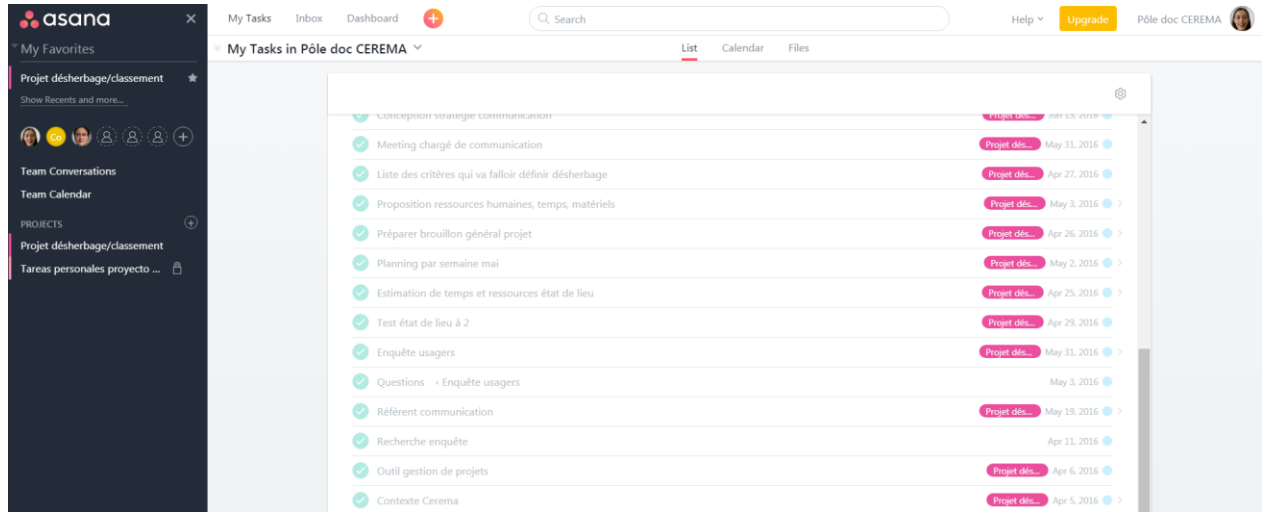 asana
My Tasks Inbox Dashboard
Search
Help Upgrade Pôle doc CEREMA
My Favorites
My Tasks in Pôle doc CEREMA
List Calendar Files
Projet désherbage/classement
Show Recents and more...
Co
Team Conversations
Team Calendar
PROJECTS
Projet désherbage/classement
Tareas personales proyecto ...
Conception stratégie communication Projet dés... Jun 15, 2016
Meeting chargé de communication Projet dés... May 31, 2016
Liste des critères qui va falloir définir désherbage Projet dés... Apr 27, 2016
Proposition ressources humaines, temps, matériels Projet dés... May 3, 2016
Préparer brouillon général projet Projet dés... Apr 26, 2016
Planning par semaine mai Projet dés... May 2, 2016
Estimation de temps et ressources état de lieu Projet dés... Apr 25, 2016
Test état de lieu à 2 Projet dés... Apr 29, 2016
Enquête usagers Projet dés... May 31, 2016
Questions ‹ Enquête usagers May 3, 2016
Référent communication Projet dés... May 19, 2016
Recherche enquête Apr 11, 2016
Outil gestion de projets Projet dés... Apr 6, 2016
Contexte Cerema Projet dés... Apr 5, 2016